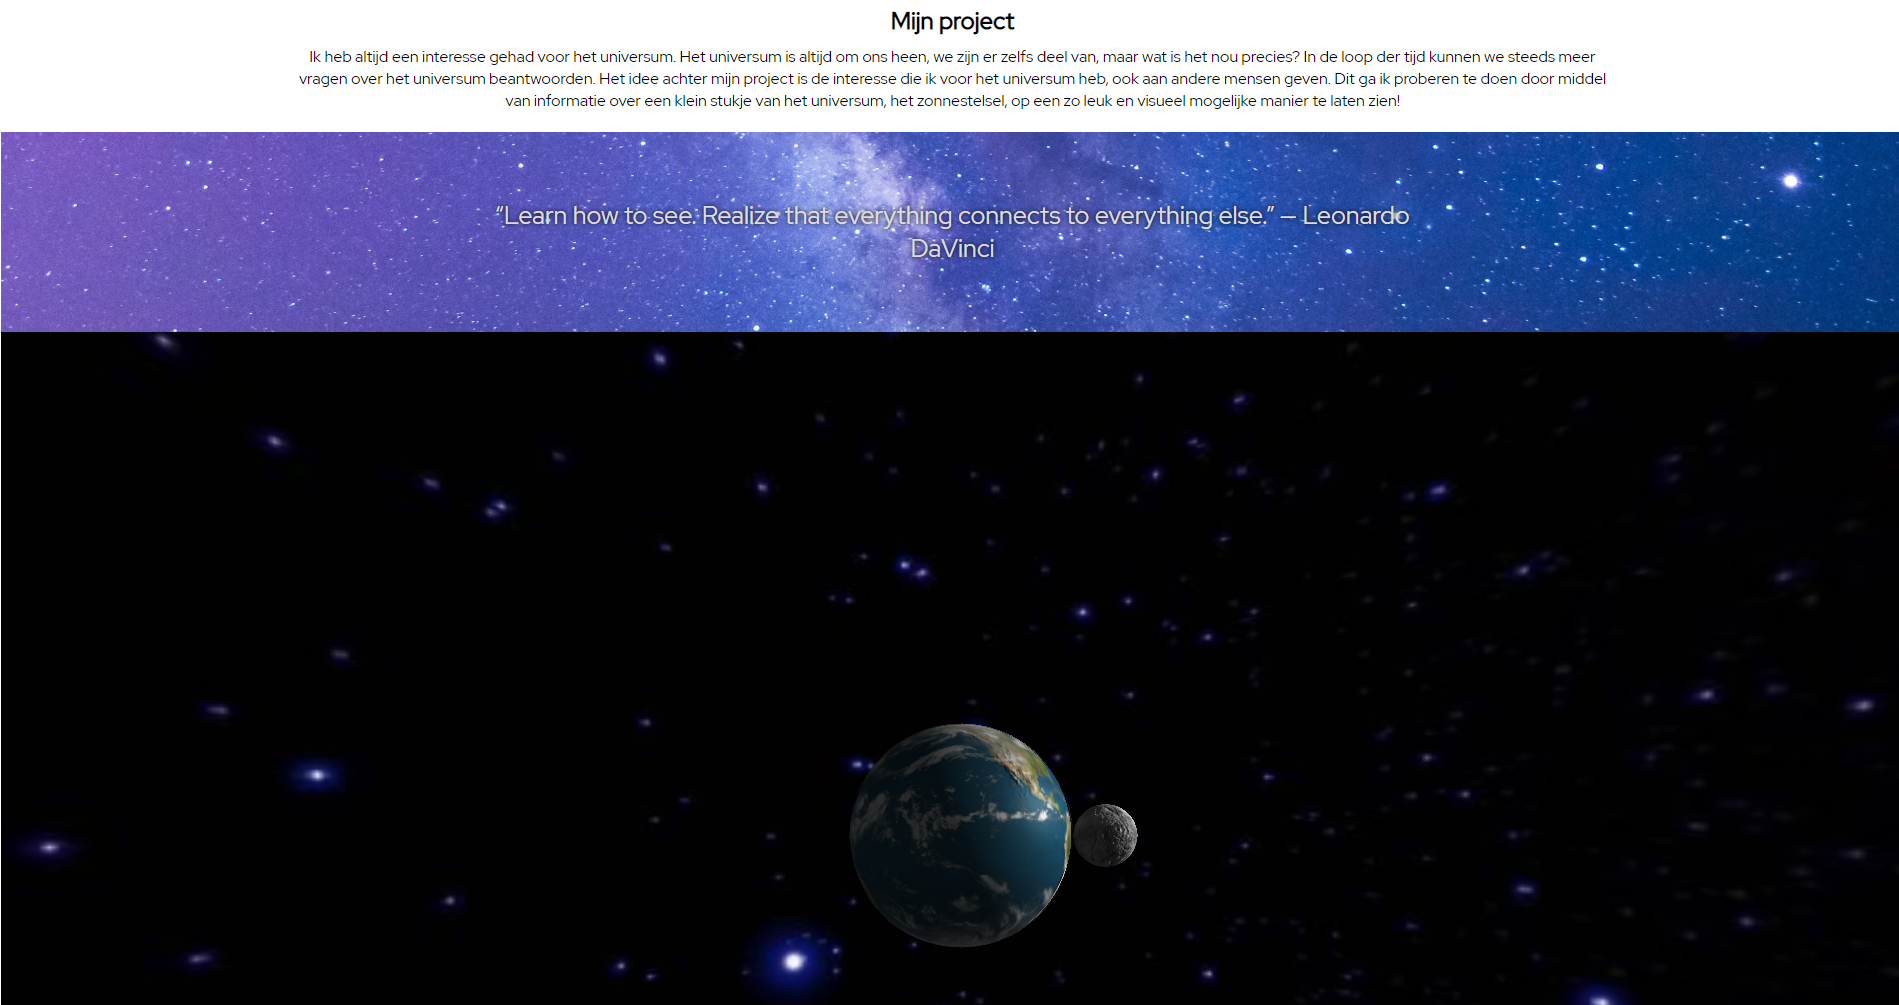 Mijn project
Ik heb altijd een interesse gehad voor het universum. Het universum is altijd om ons heen, we zijn er zelfs deel van, maar wat is het nou precies? In de loop der tijd kunnen we steeds meer
vragen over het universum beantwoorden. Het idee achter mijn project is de interesse die ik voor het universum heb, ook aan andere mensen geven. Dit ga ik proberen te doen door middel
van informatie over een klein stukje van het universum, het zonnestelsel, op een zo leuk en visueel mogelijke manier te laten zien!
“Learn how to see. Realize that everything connects to everything else.” – Leonardo
DaVinci